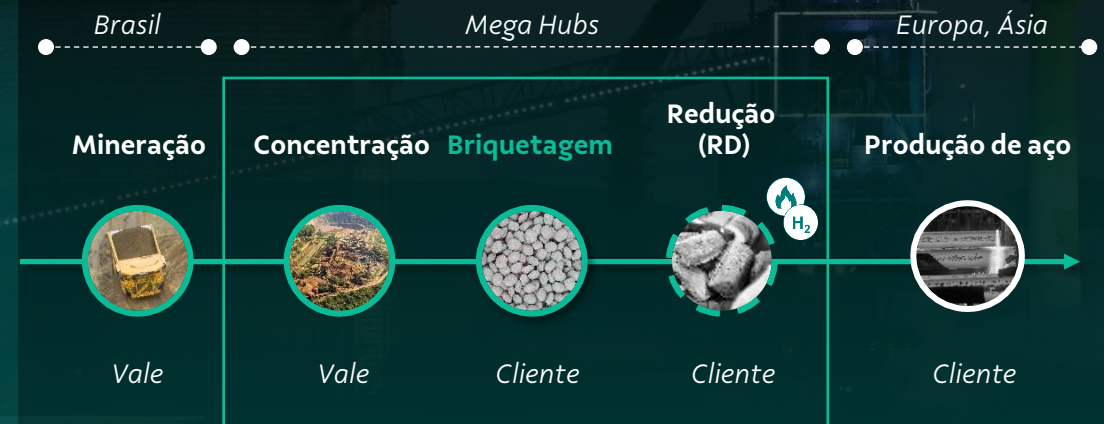 Brasil
Mega Hubs
Europa, Ásia
Mineração
Concentração
Briquetagem
Redução
(RD)
Produção de aço
H₂
Vale
Vale
Cliente
Cliente
Cliente